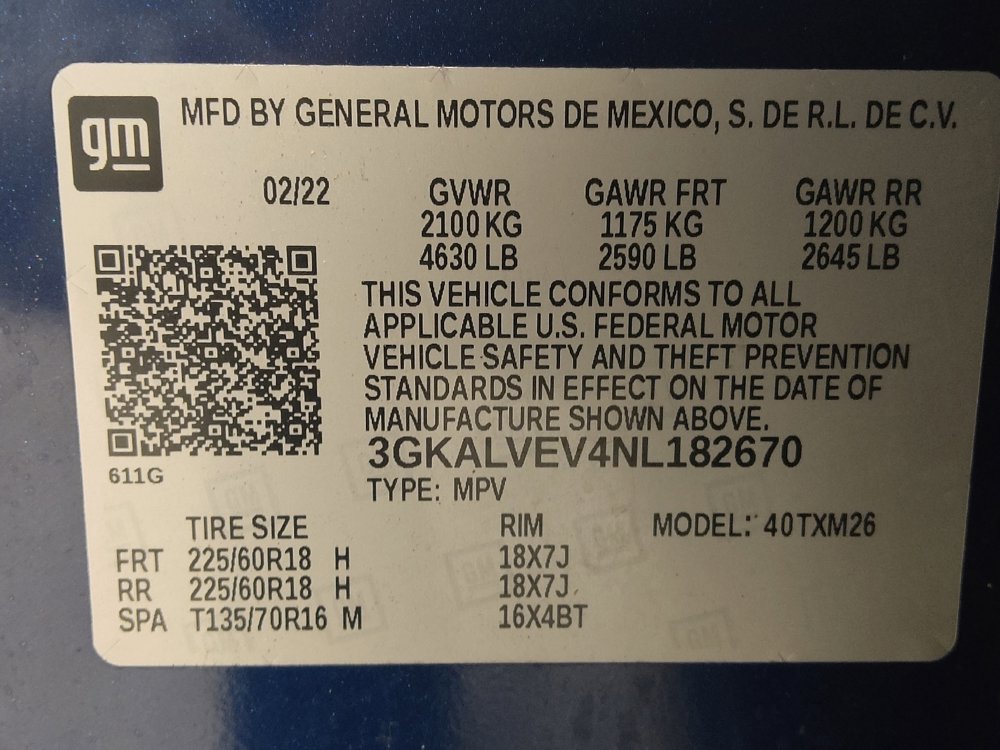 gm
MFD BY GENERAL MOTORS DE MEXICO, S. DE R.L. DE C.V.
02/22 GVWR GAWR FRT GAWR RR
2100 KG 1175 KG 1200 KG
4630 LB 2590 LB 2645 LB
THIS VEHICLE CONFORMS TO ALL
APPLICABLE U.S. FEDERAL MOTOR
VEHICLE SAFETY AND THEFT PREVENTION
STANDARDS IN EFFECT ON THE DATE OF
MANUFACTURE SHOWN ABOVE.
3GKALVEV4NL182670
611G
TYPE: MPV
TIRE SIZE RIM MODEL: 40TXM26
FRT 225/60R18 H 18X7J
RR 225/60R18 H 18X7J
SPA T135/70R16 M 16X4BT